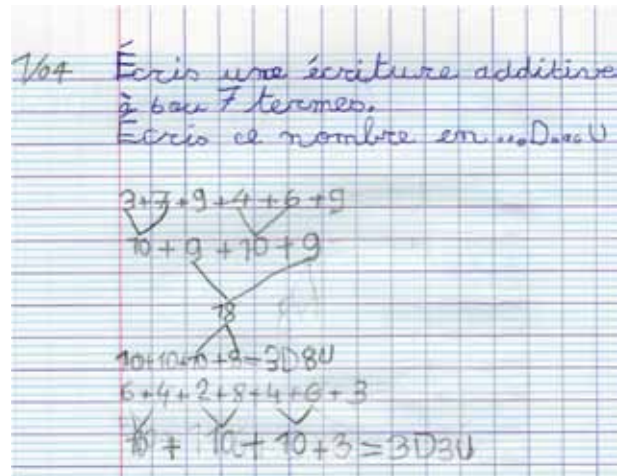 1/04 Écris une écriture additive
à 6 ou 7 termes.
Écris ce nombre en ...D...U
3+7+9+4+6+9
10+9+10+9
18
10+10+10+8=3D8U
6+4+2+8+4+6+3
10+10+10+3=3D3U